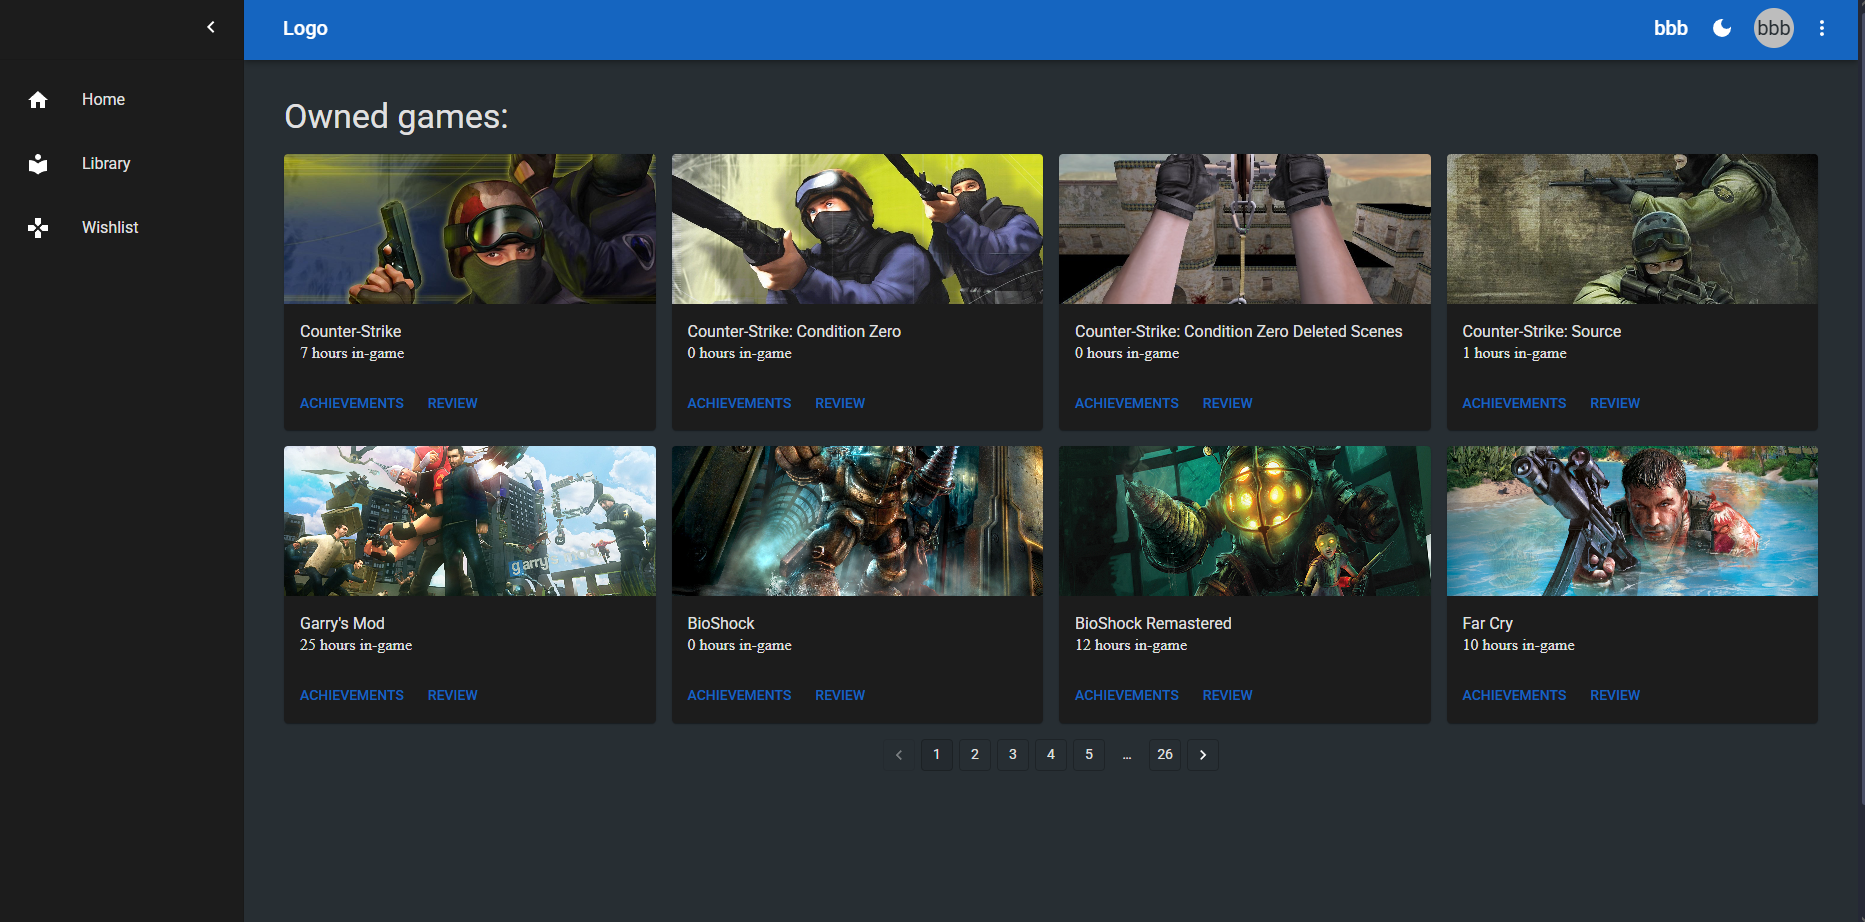 Logo
bbb
bbb
Home
Library
Wishlist
Owned games:
Counter-Strike
7 hours in-game
ACHIEVEMENTS REVIEW
Counter-Strike: Condition Zero
0 hours in-game
ACHIEVEMENTS REVIEW
Counter-Strike: Condition Zero Deleted Scenes
0 hours in-game
ACHIEVEMENTS REVIEW
Counter-Strike: Source
1 hours in-game
ACHIEVEMENTS REVIEW
garry
Garry's Mod
25 hours in-game
ACHIEVEMENTS REVIEW
BioShock
0 hours in-game
ACHIEVEMENTS REVIEW
BioShock Remastered
12 hours in-game
ACHIEVEMENTS REVIEW
Far Cry
10 hours in-game
ACHIEVEMENTS REVIEW
1 2 3 4 5 ... 26